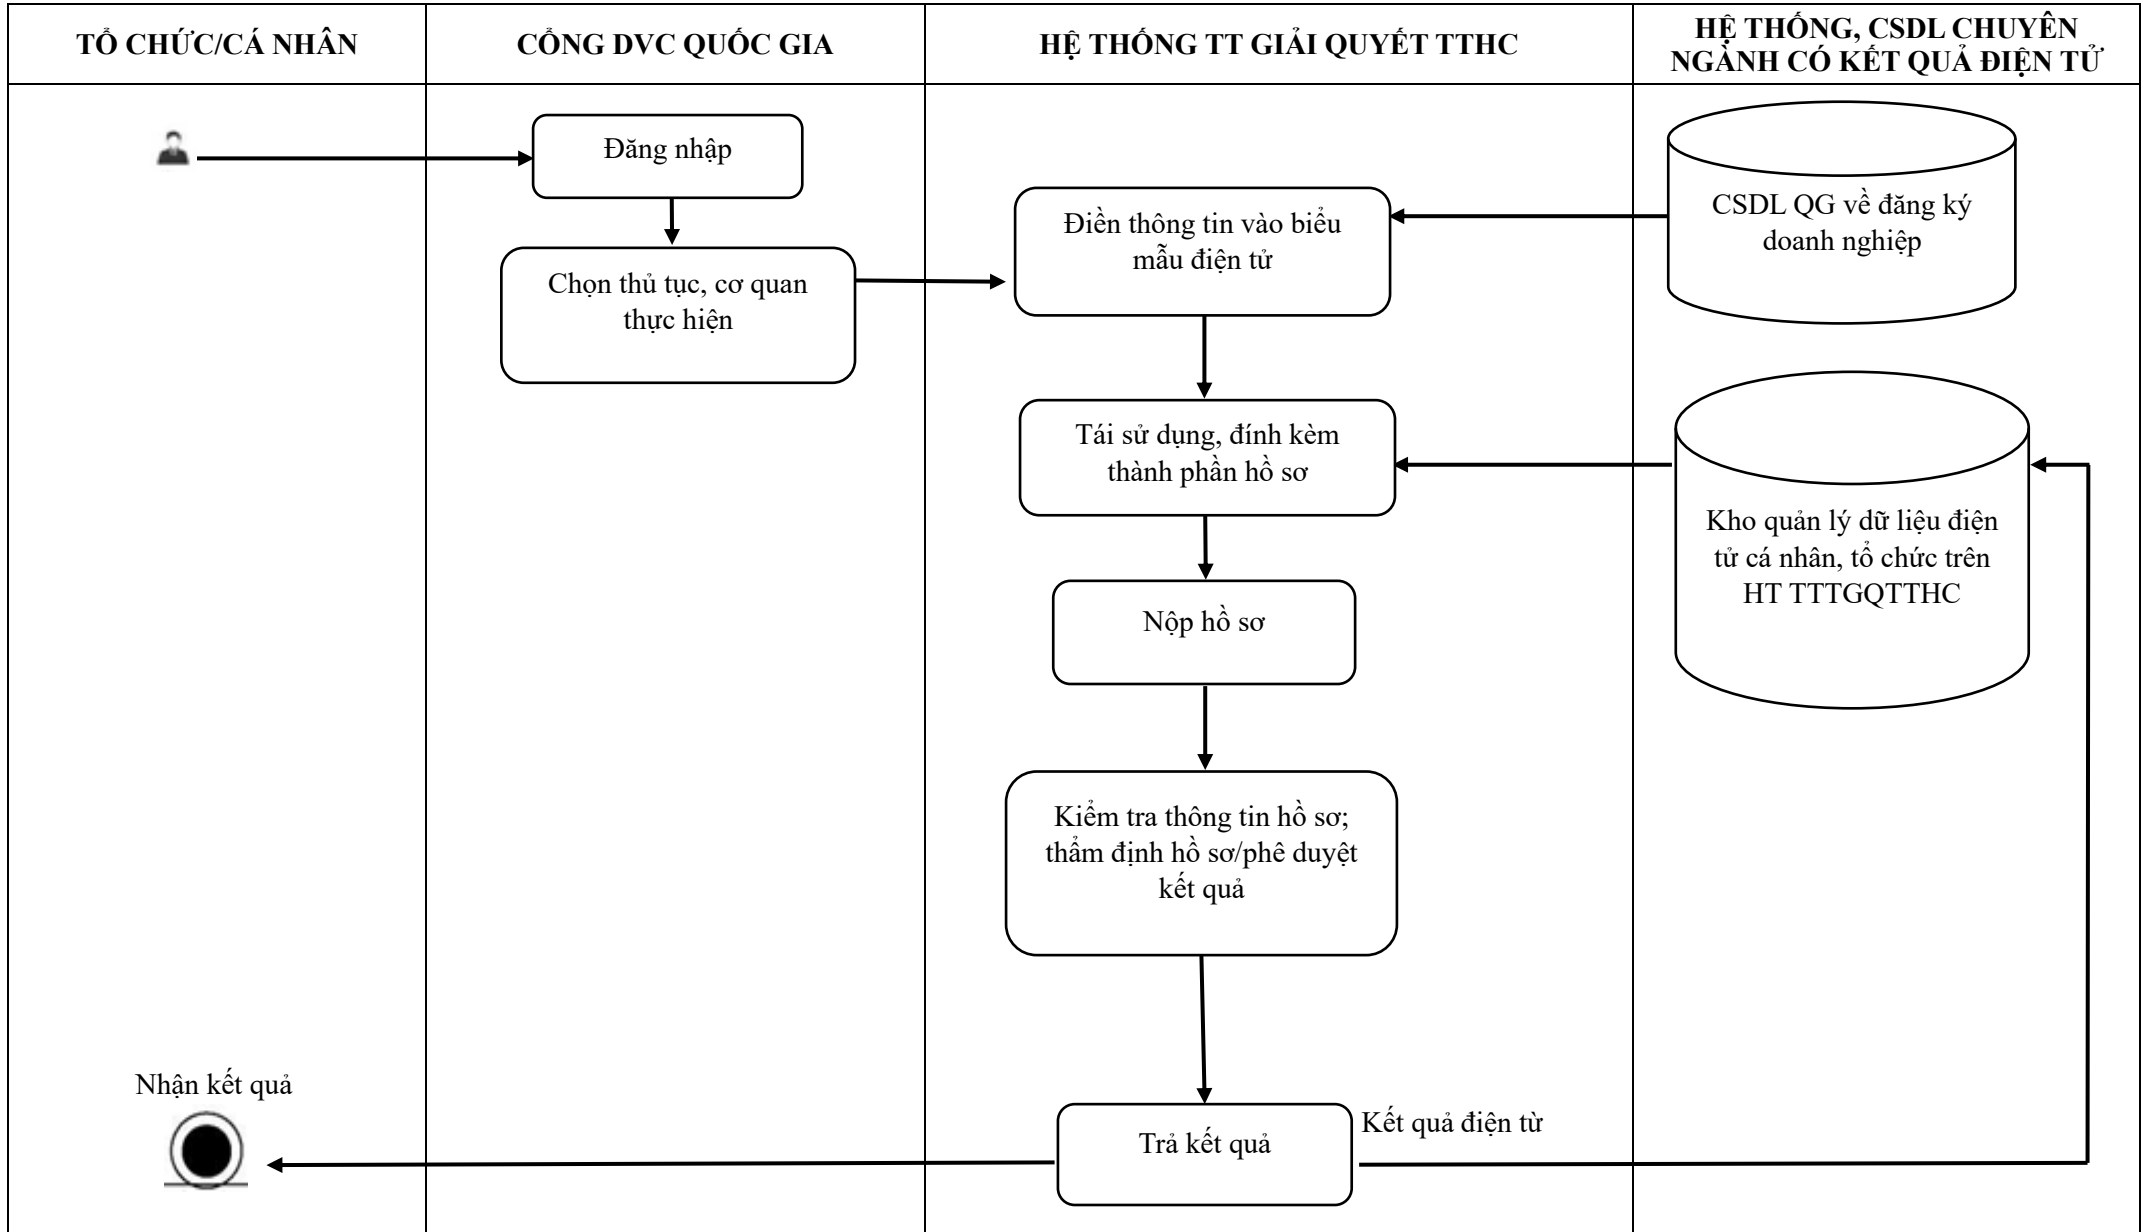 TỔ CHỨC/CÁ NHÂN
CỔNG DVC QUỐC GIA
HỆ THỐNG TT GIẢI QUYẾT TTHC
HỆ THỐNG, CSDL CHUYÊN
NGÀNH CÓ KẾT QUẢ ĐIỆN TỬ
Đăng nhập
Chọn thủ tục, cơ quan
thực hiện
Điền thông tin vào biểu
mẫu điện tử
CSDL QG về đăng ký
doanh nghiệp
Tái sử dụng, đính kèm
thành phần hồ sơ
Kho quản lý dữ liệu điện
tử cá nhân, tổ chức trên
HT TTTGQTTHC
Nộp hồ sơ
Kiểm tra thông tin hồ sơ;
thẩm định hồ sơ/phê duyệt
kết quả
Nhận kết quả
Trả kết quả
Kết quả điện từ